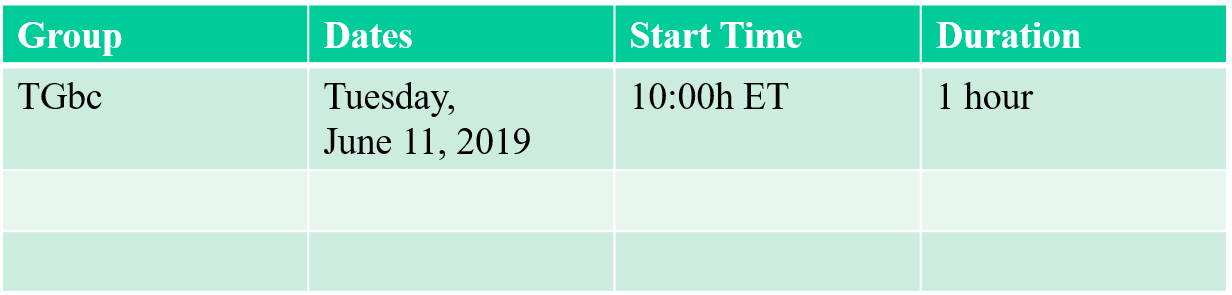 Group Dates Start Time Duration
TGbc Tuesday, 10:00h ET 1 hour
June 11, 2019